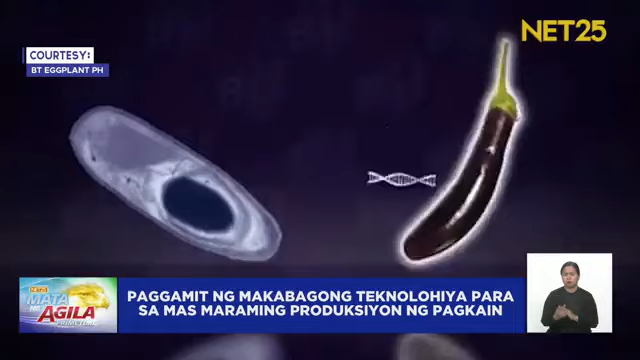 COURTESY:
BT EGGPLANT PH
NET25
MATA
NG
AGILA
PRIMETIME
PAGGAMIT NG MAKABAGONG TEKNOLOHIYA PARA
SA MAS MARAMING PRODUKSIYON NG PAGKAIN